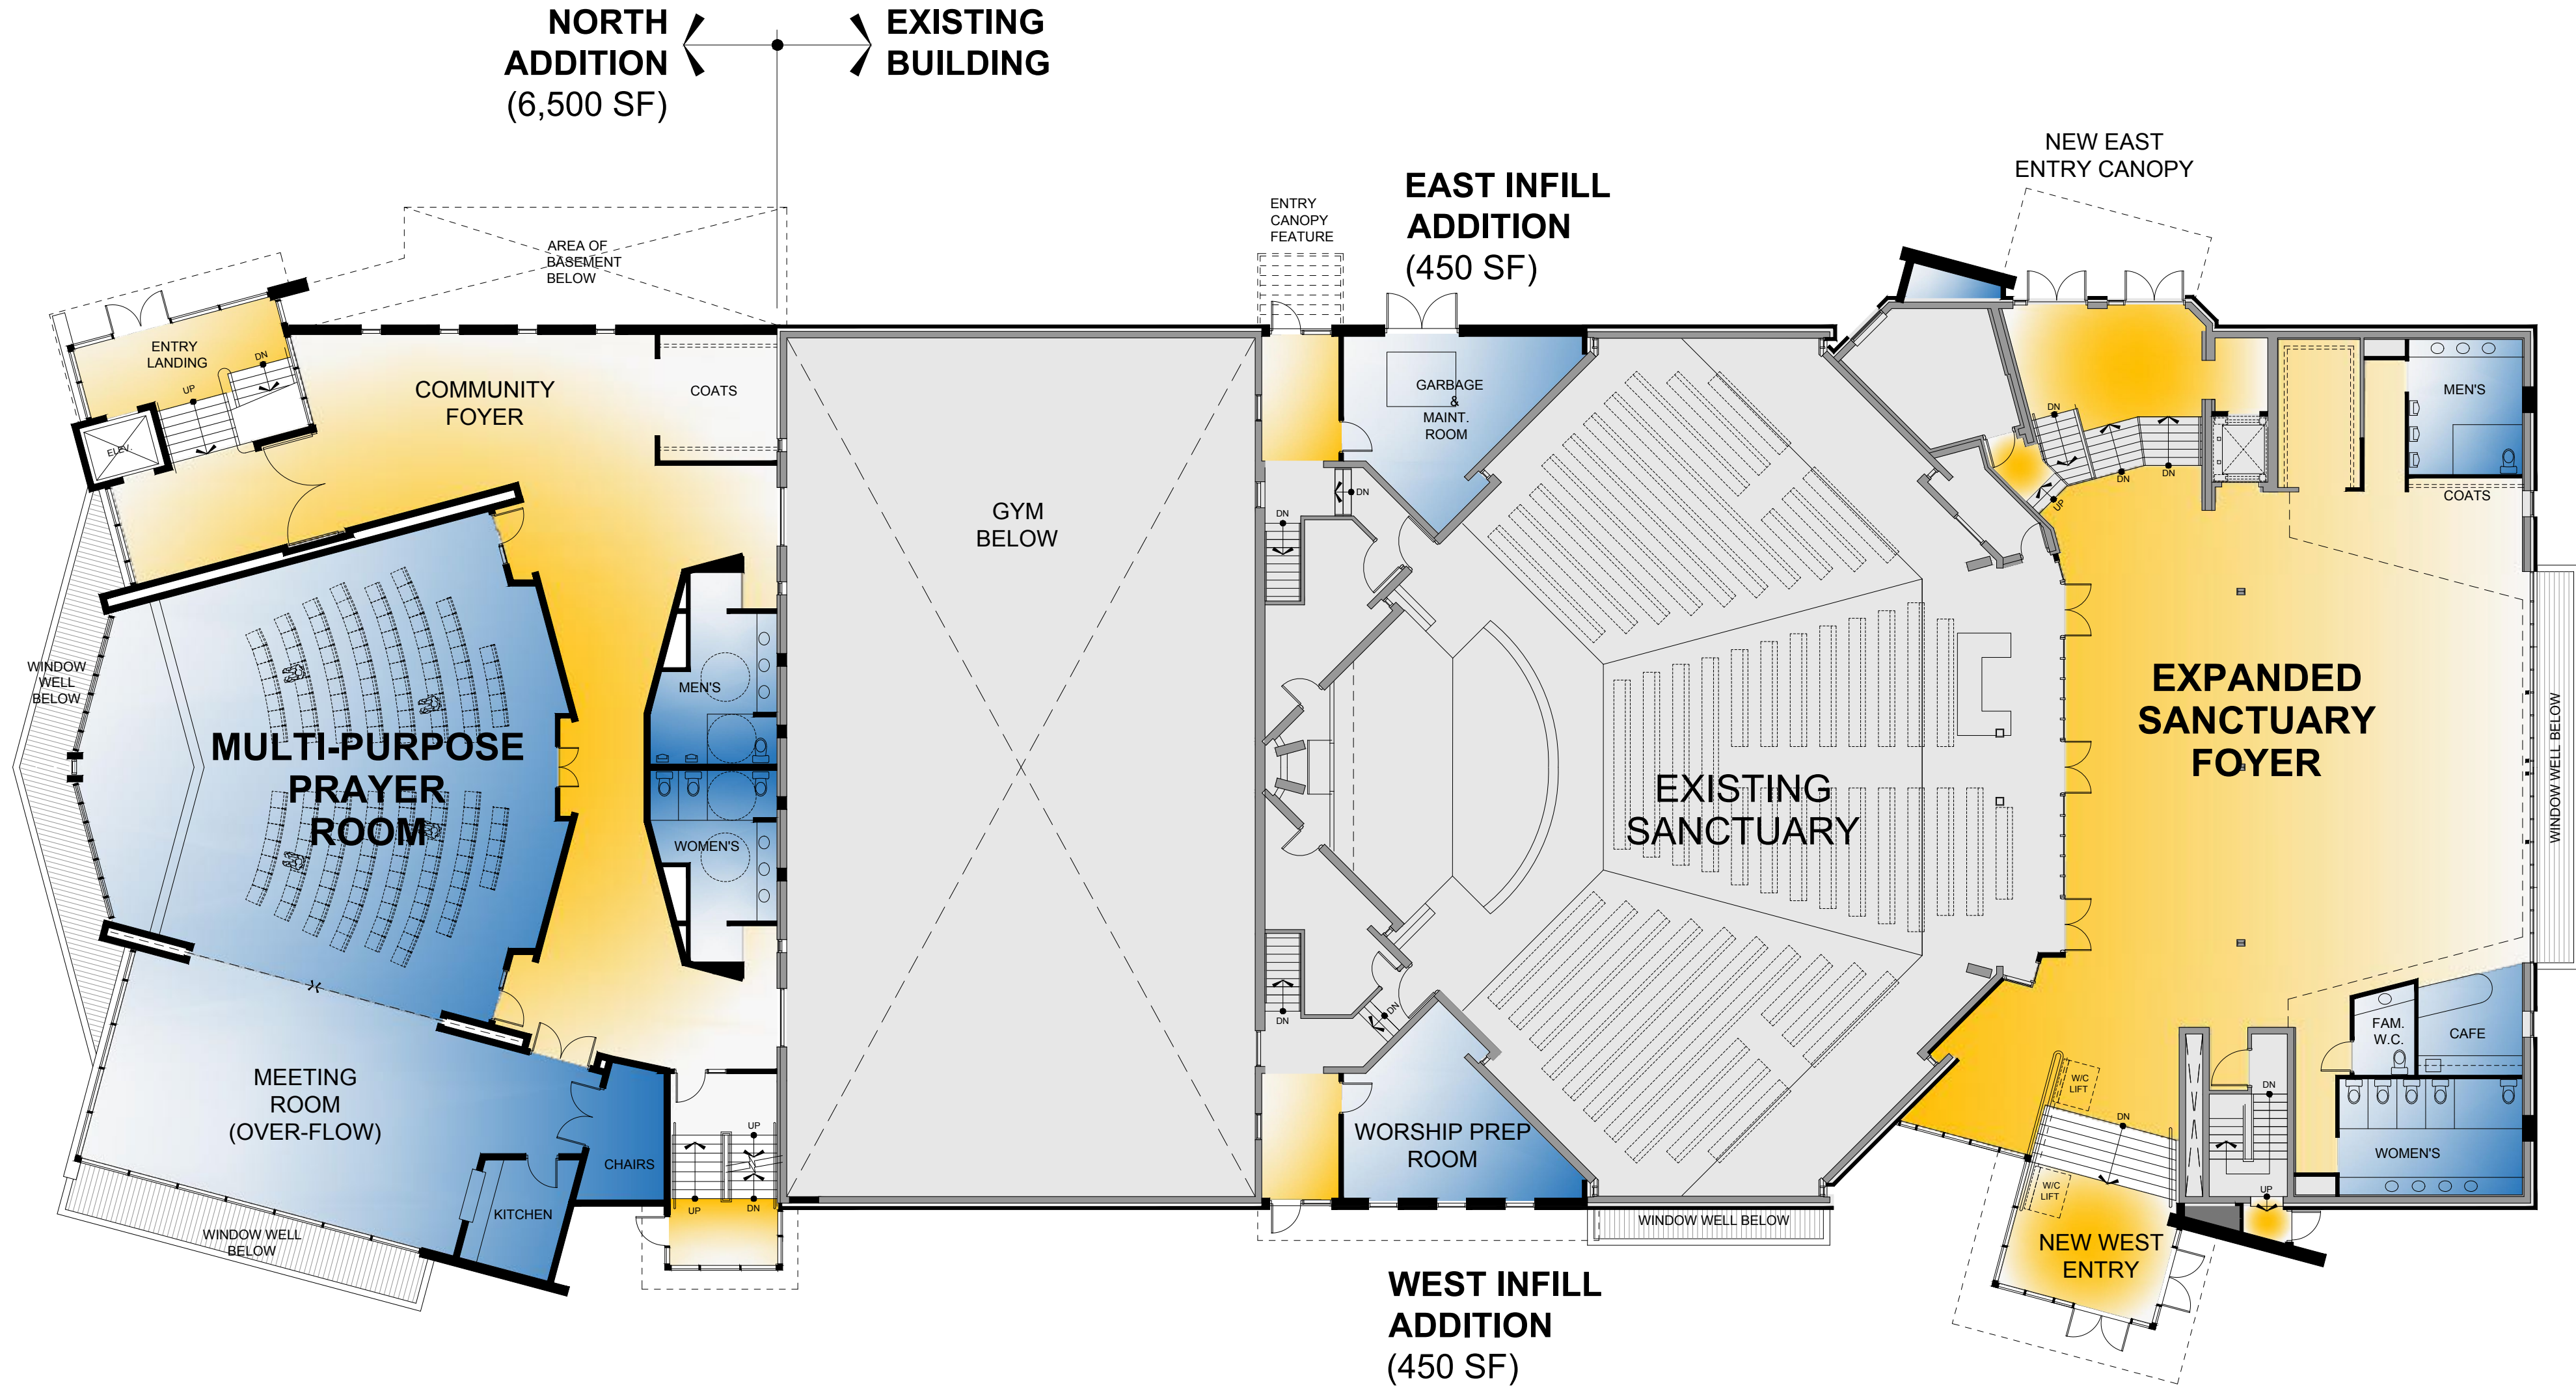 NORTH
ADDITION
(6,500 SF)
EXISTING
BUILDING
NEW EAST
ENTRY CANOPY
EAST INFILL
ADDITION
(450 SF)
ENTRY
CANOPY
FEATURE
AREA OF
BASEMENT
BELOW
ENTRY
LANDING
DN
UP
ELEV.
COMMUNITY
FOYER
COATS
GARBAGE
&
MAINT.
ROOM
MEN'S
COATS
DN
DN
DN
UP
GYM
BELOW
DN
DN
WINDOW
WELL
BELOW
MULTI-PURPOSE
PRAYER
ROOM
MEN'S
WOMEN'S
EXISTING
SANCTUARY
EXPANDED
SANCTUARY
FOYER
WINDOW WELL BELOW
DN
DN
MEETING
ROOM
(OVER-FLOW)
CHAIRS
KITCHEN
UP
UP
DN
WINDOW WELL
BELOW
WORSHIP PREP
ROOM
WINDOW WELL BELOW
FAM.
W.C.
CAFE
W/C
LIFT
DN
DN
WOMEN'S
W/C
LIFT
UP
NEW WEST
ENTRY
WEST INFILL
ADDITION
(450 SF)